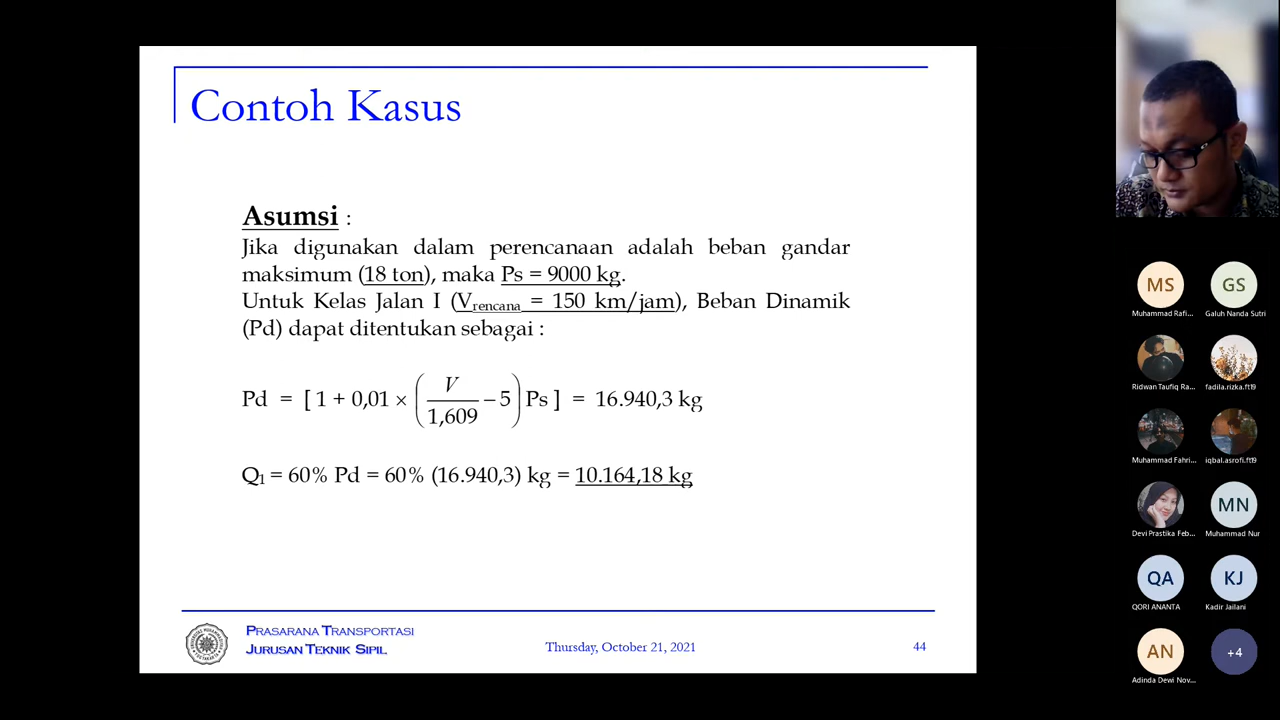 Contoh Kasus
Asumsi :
Jika digunakan dalam perencanaan adalah beban gandar
maksimum (18 ton), maka Ps = 9000 kg.
Untuk Kelas Jalan I (Vrencana = 150 km/jam), Beban Dinamik
(Pd) dapat ditentukan sebagai :
Pd = [ 1 + 0,01 × ( V / 1,609 – 5 ) Ps ] = 16.940,3 kg
Q1 = 60% Pd = 60% (16.940,3) kg = 10.164,18 kg
PRASARANA TRANSPORTASI
JURUSAN TEKNIK SIPIL
Thursday, October 21, 2021
44
MS
GS
Muhammad Rafi...
Galuh Nanda Sutri
Ridwan Taufiq Ra...
fadila.rizka.ft19
Muhammad Fahri...
iqbal.asrofi.ft19
MN
Devi Prastika Feb...
Muhammad Nur
QA
KJ
QORI ANANTA
Kadir Jailani
AN
+4
Adinda Dewi Nov...